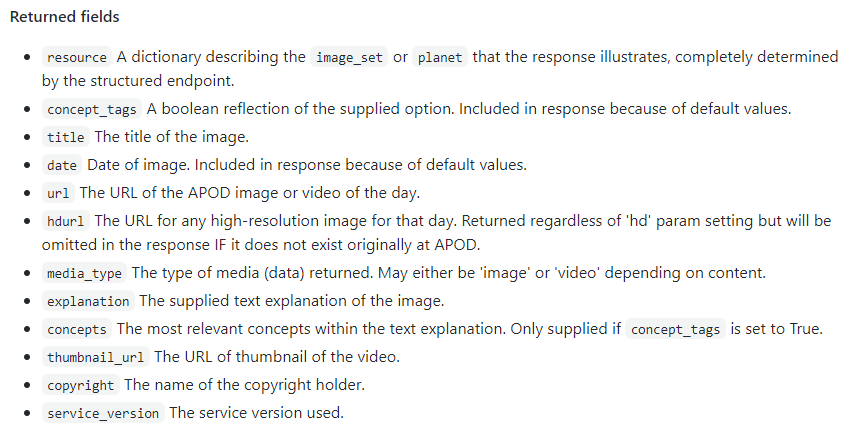 Returned fields
• resource A dictionary describing the image_set or planet that the response illustrates, completely determined
by the structured endpoint.
• concept_tags A boolean reflection of the supplied option. Included in response because of default values.
• title The title of the image.
• date Date of image. Included in response because of default values.
• url The URL of the APOD image or video of the day.
• hdurl The URL for any high-resolution image for that day. Returned regardless of 'hd' param setting but will be
omitted in the response IF it does not exist originally at APOD.
• media_type The type of media (data) returned. May either be 'image' or 'video' depending on content.
• explanation The supplied text explanation of the image.
• concepts The most relevant concepts within the text explanation. Only supplied if concept_tags is set to True.
• thumbnail_url The URL of thumbnail of the video.
• copyright The name of the copyright holder.
• service_version The service version used.